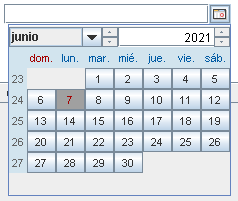 junio 2021
dom. lun. mar. mié. jue. vie. sáb.
23 1 2 3 4 5
24 6 7 8 9 10 11 12
25 13 14 15 16 17 18 19
26 20 21 22 23 24 25 26
27 27 28 29 30